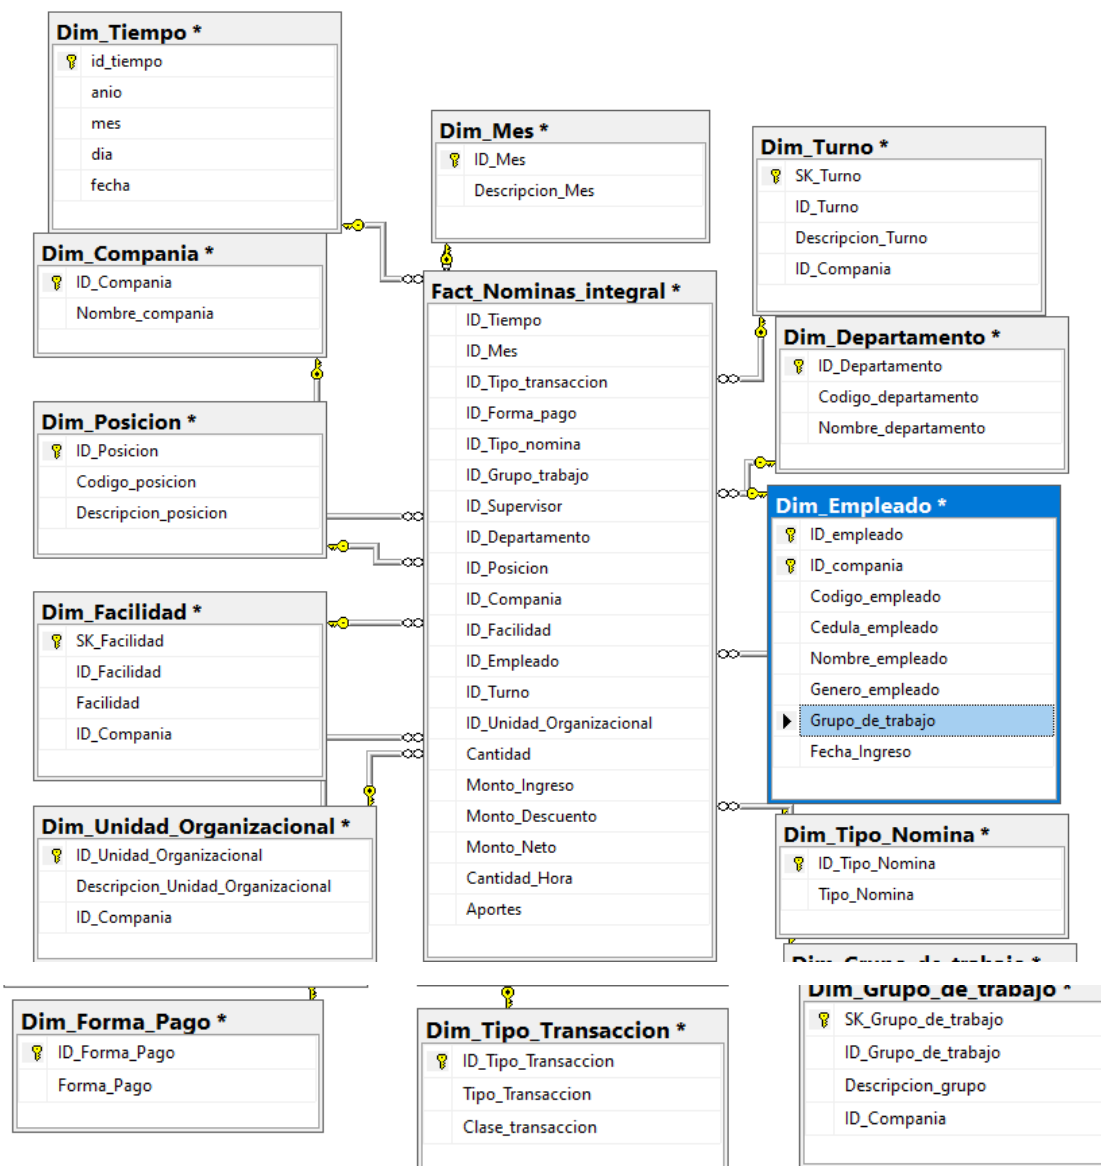 Dim_Tiempo *
id_tiempo
anio
mes
dia
fecha
Dim_Mes *
ID_Mes
Descripcion_Mes
Dim_Turno *
SK_Turno
ID_Turno
Descripcion_Turno
ID_Compania
Dim_Compania *
ID_Compania
Nombre_compania
Fact_Nominas_integral *
ID_Tiempo
ID_Mes
ID_Tipo_transaccion
ID_Forma_pago
ID_Tipo_nomina
ID_Grupo_trabajo
ID_Supervisor
ID_Departamento
ID_Posicion
ID_Compania
ID_Facilidad
ID_Empleado
ID_Turno
ID_Unidad_Organizacional
Cantidad
Monto_Ingreso
Monto_Descuento
Monto_Neto
Cantidad_Hora
Aportes
Dim_Departamento *
ID_Departamento
Codigo_departamento
Nombre_departamento
Dim_Posicion *
ID_Posicion
Codigo_posicion
Descripcion_posicion
Dim_Empleado *
ID_empleado
ID_compania
Codigo_empleado
Cedula_empleado
Nombre_empleado
Genero_empleado
Grupo_de_trabajo
Fecha_Ingreso
Dim_Facilidad *
SK_Facilidad
ID_Facilidad
Facilidad
ID_Compania
Dim_Unidad_Organizacional *
ID_Unidad_Organizacional
Descripcion_Unidad_Organizacional
ID_Compania
Dim_Tipo_Nomina *
ID_Tipo_Nomina
Tipo_Nomina
Dim_Grupo_de_trabajo *
Dim_Forma_Pago *
ID_Forma_Pago
Forma_Pago
Dim_Tipo_Transaccion *
ID_Tipo_Transaccion
Tipo_Transaccion
Clase_transaccion
Dim_Grupo_de_trabajo *
SK_Grupo_de_trabajo
ID_Grupo_de_trabajo
Descripcion_grupo
ID_Compania